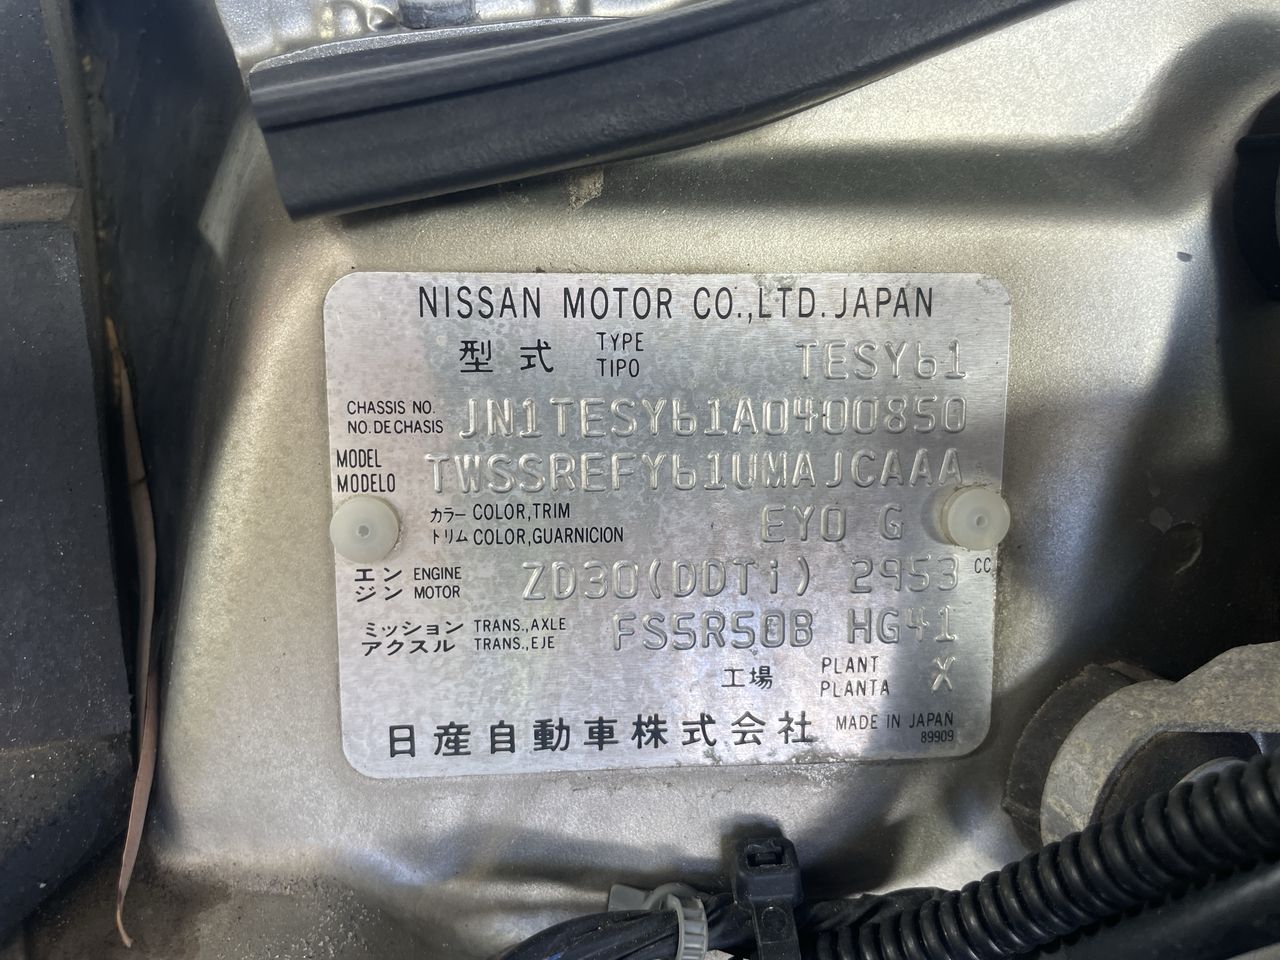 NISSAN MOTOR CO.,LTD. JAPAN
型式 TYPE TIPO TESY61
CHASSIS NO. NO.DE CHASIS JN1TESY61A0400850
MODEL MODELO TWSSREFY61UMAJCAAA
カラー COLOR,TRIM EY0 G
トリム COLOR,GUARNICION
エンジン ENGINE MOTOR ZD30(DDTi) 2953 CC
ミッション TRANS.,AXLE FS5R50B HG41
アクスル TRANS.,EJE
工場 PLANT PLANTA X
日産自動車株式会社 MADE IN JAPAN
89909